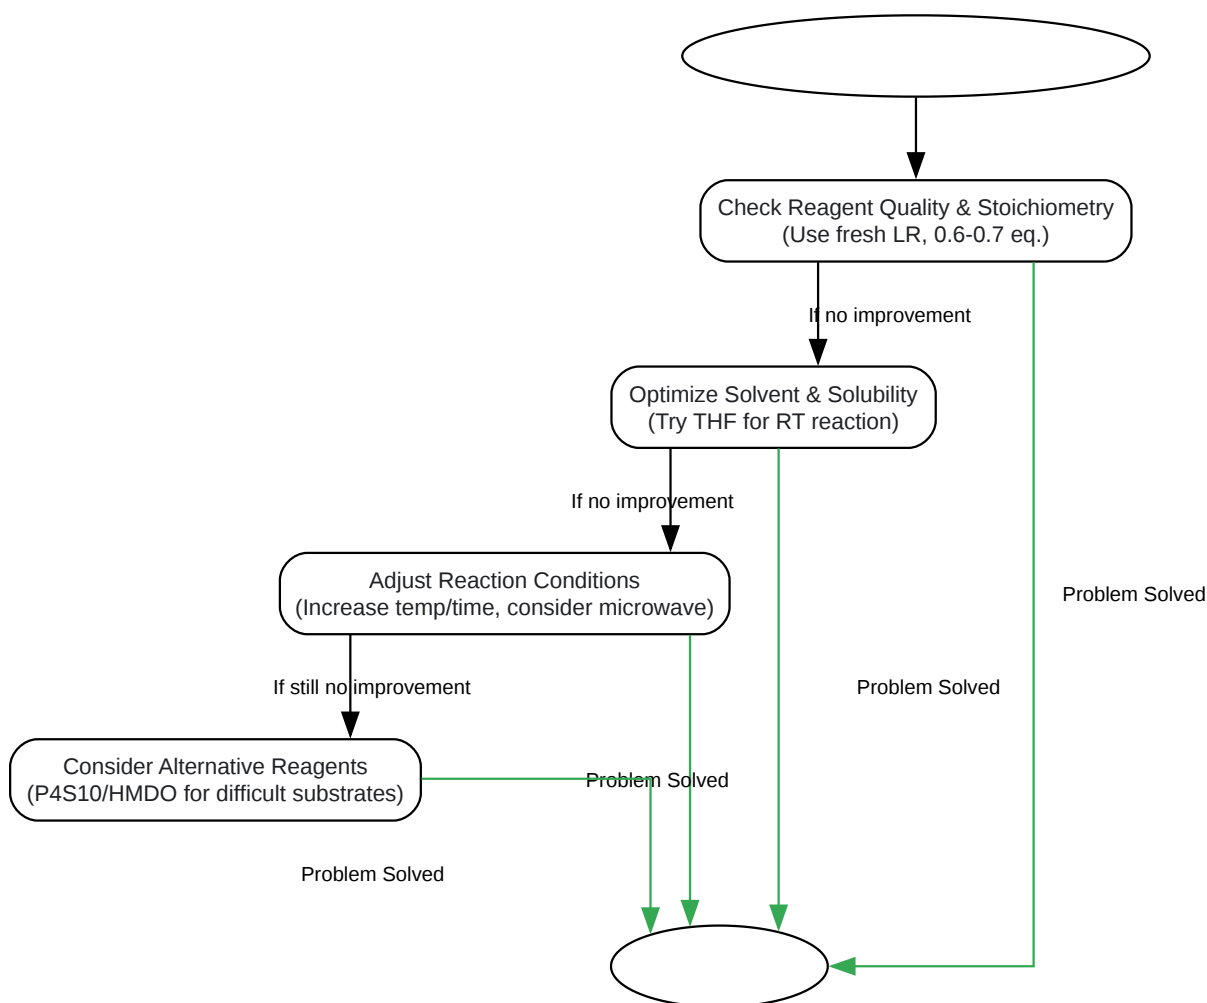 Check Reagent Quality & Stoichiometry
(Use fresh LR, 0.6-0.7 eq.)
If no improvement
Optimize Solvent & Solubility
(Try THF for RT reaction)
If no improvement
Adjust Reaction Conditions
(Increase temp/time, consider microwave)
Problem Solved
If still no improvement
Problem Solved
Consider Alternative Reagents
(P4S10/HMDO for difficult substrates)
Problem Solved
Problem Solved